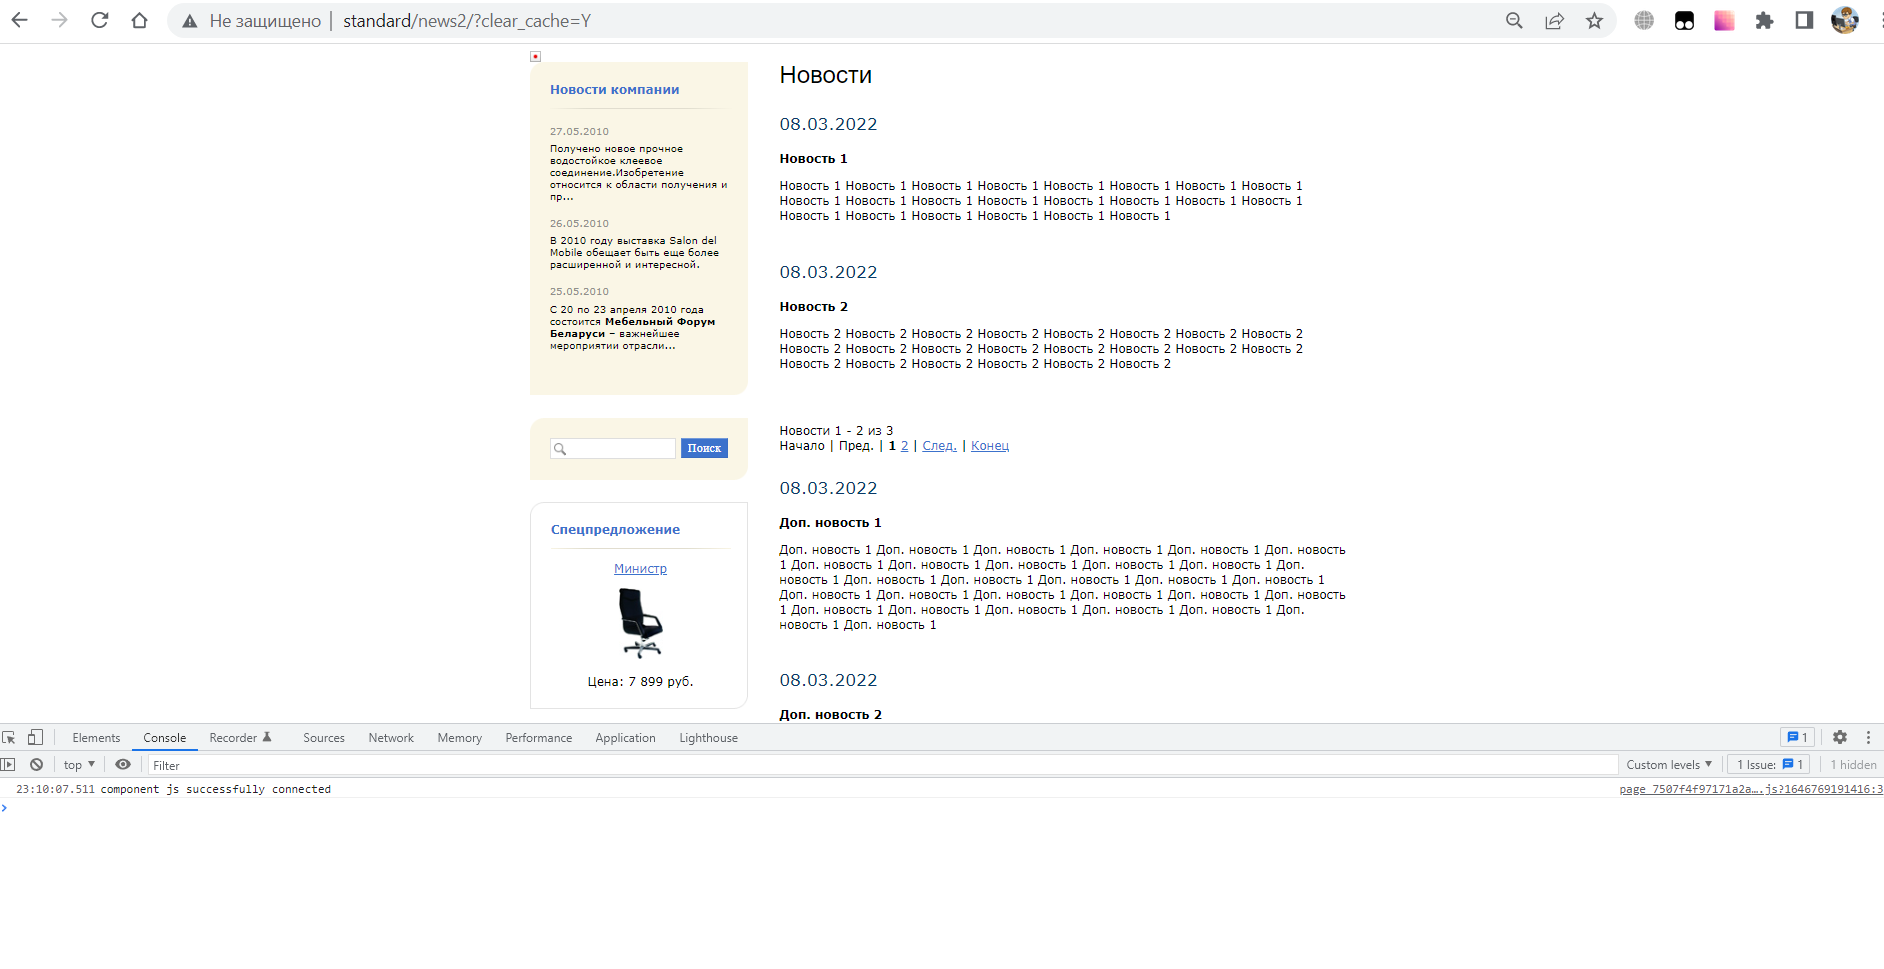 Не защищено | standard/news2/?clear_cache=Y
Новости компании
27.05.2010
Получено новое прочное
водостойкое клеевое
соединение.Изобретение
относится к области получения и
пр...
26.05.2010
В 2010 году выставка Salon del
Mobile обещает быть еще более
расширенной и интересной.
25.05.2010
С 20 по 23 апреля 2010 года
состоится Мебельный Форум
Беларуси – важнейшее
мероприятии отрасли...
Поиск
Спецпредложение
Министр
Цена: 7 899 руб.
Новости
08.03.2022
Новость 1
Новость 1 Новость 1 Новость 1 Новость 1 Новость 1 Новость 1 Новость 1 Новость 1
Новость 1 Новость 1 Новость 1 Новость 1 Новость 1 Новость 1 Новость 1 Новость 1
Новость 1 Новость 1 Новость 1 Новость 1 Новость 1 Новость 1
08.03.2022
Новость 2
Новость 2 Новость 2 Новость 2 Новость 2 Новость 2 Новость 2 Новость 2 Новость 2
Новость 2 Новость 2 Новость 2 Новость 2 Новость 2 Новость 2 Новость 2 Новость 2
Новость 2 Новость 2 Новость 2 Новость 2 Новость 2 Новость 2
Новости 1 - 2 из 3
Начало | Пред. | 1 2 | След. | Конец
08.03.2022
Доп. новость 1
Доп. новость 1 Доп. новость 1 Доп. новость 1 Доп. новость 1 Доп. новость 1 Доп. новость
1 Доп. новость 1 Доп. новость 1 Доп. новость 1 Доп. новость 1 Доп. новость 1 Доп.
новость 1 Доп. новость 1 Доп. новость 1 Доп. новость 1 Доп. новость 1 Доп. новость 1
Доп. новость 1 Доп. новость 1 Доп. новость 1 Доп. новость 1 Доп. новость 1 Доп. новость
1 Доп. новость 1 Доп. новость 1 Доп. новость 1 Доп. новость 1 Доп. новость 1 Доп.
новость 1 Доп. новость 1
08.03.2022
Доп. новость 2
Elements Console Recorder Sources Network Memory Performance Application Lighthouse 1
top Filter Custom levels 1 Issue: 1 1 hidden
23:10:07.511 component js successfully connected page_7507f4f97171a2a….js?1646769191416:3